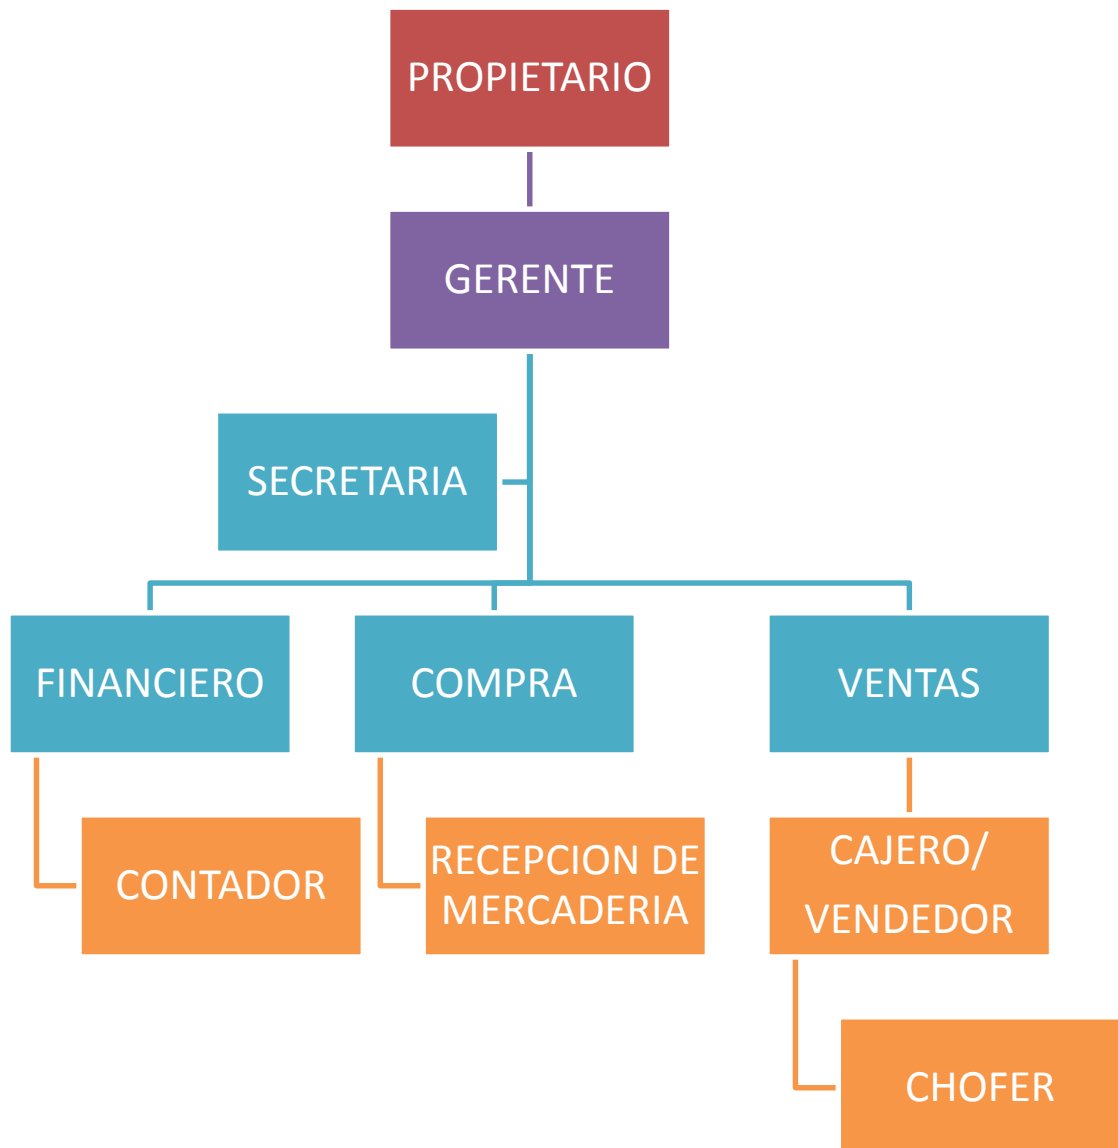 PROPIETARIO
GERENTE
SECRETARIA
FINANCIERO
COMPRA
VENTAS
CONTADOR
RECEPCION DE
MERCADERIA
CAJERO/
VENDEDOR
CHOFER